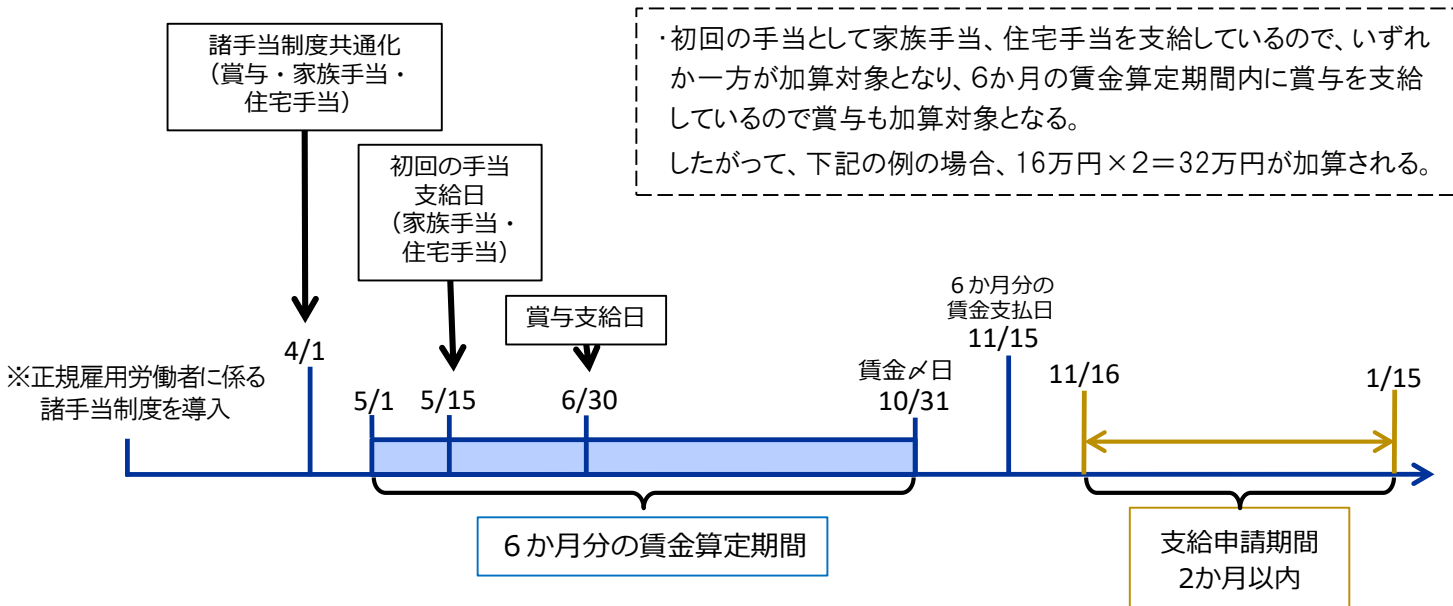 諸手当制度共通化
（賞与・家族手当・
住宅手当）
・初回の手当として家族手当、住宅手当を支給しているので、いずれ
か一方が加算対象となり、6か月の賃金算定期間内に賞与を支給
しているので賞与も加算対象となる。
したがって、下記の例の場合、16万円×2＝32万円が加算される。
初回の手当
支給日
（家族手当・
住宅手当）
賞与支給日
6か月分の
賃金支払日
11/15
4/1
※正規雇用労働者に係る
諸手当制度を導入
5/1
5/15
6/30
賃金〆日
10/31
11/16
1/15
6か月分の賃金算定期間
支給申請期間
2か月以内